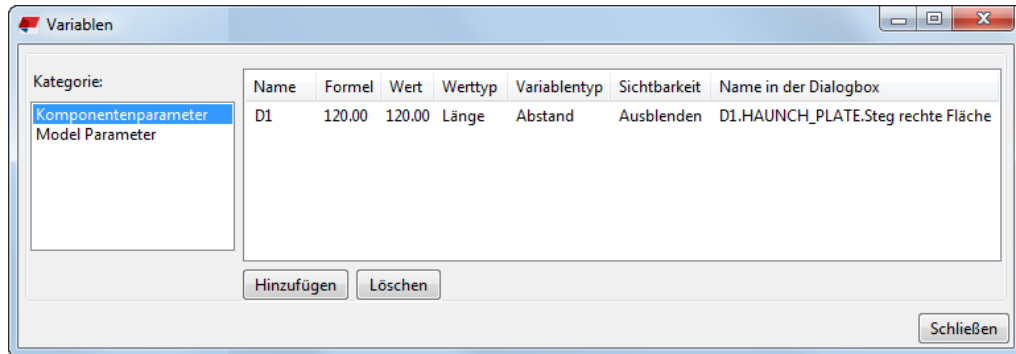 Variablen
Kategorie:
Komponentenparameter
Model Parameter
Name Formel Wert Werttyp Variablentyp Sichtbarkeit Name in der Dialogbox
D1 120.00 120.00 Länge Abstand Ausblenden D1.HAUNCH_PLATE.Steg rechte Fläche
Hinzufügen Löschen
Schließen